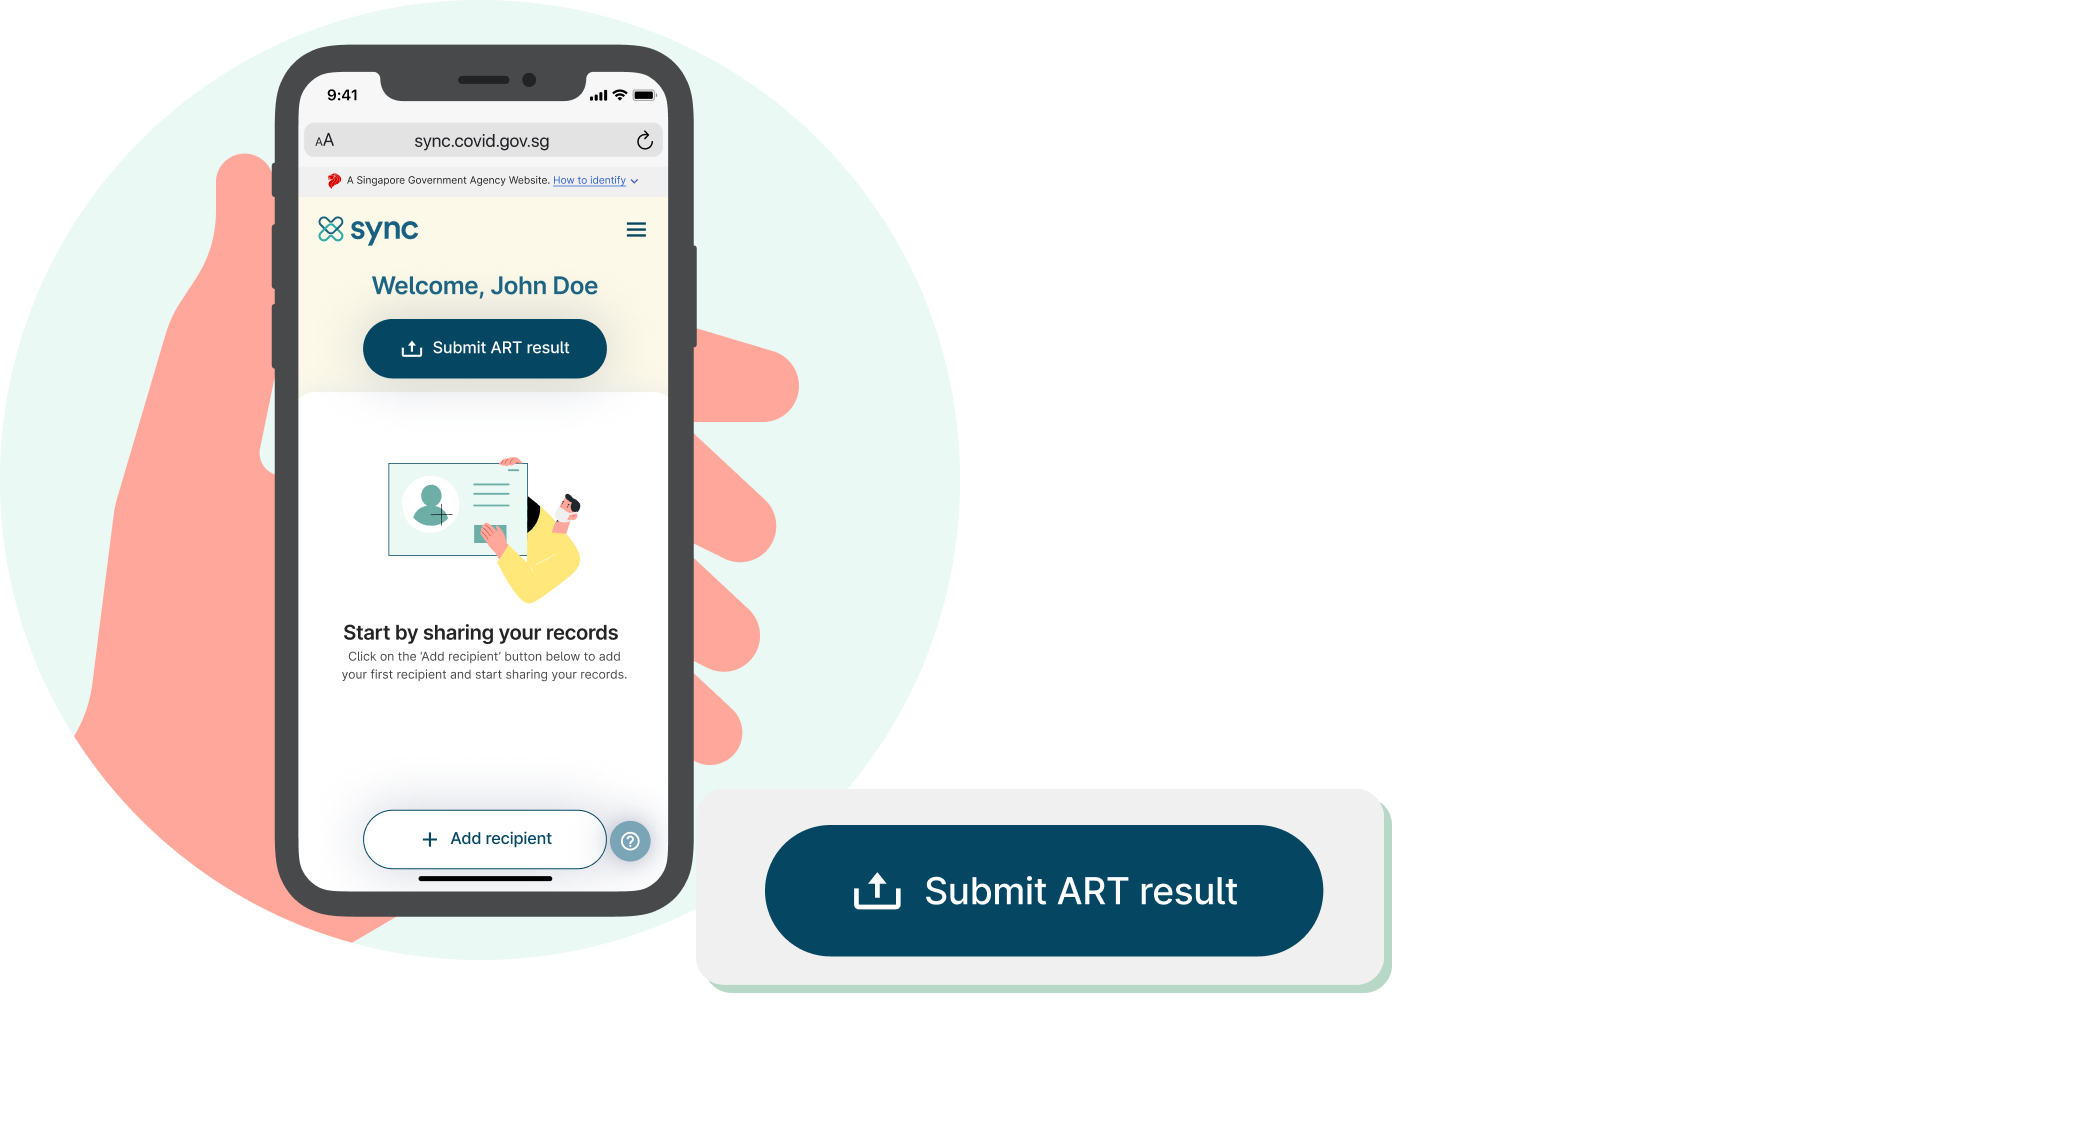 9:41
AA
sync.covid.gov.sg
A Singapore Government Agency Website. How to identify
sync
Welcome, John Doe
Submit ART result
Start by sharing your records
Click on the ‘Add recipient’ button below to add
your first recipient and start sharing your records.
+ Add recipient
?
Submit ART result